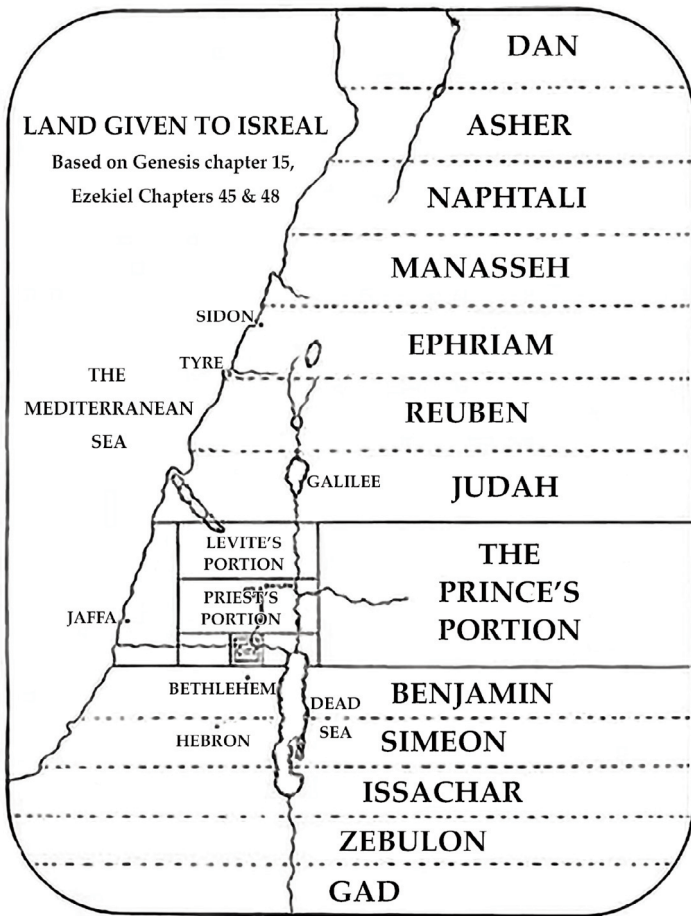 DAN
LAND GIVEN TO ISREAL
Based on Genesis chapter 15,
Ezekiel Chapters 45 & 48
ASHER
NAPHTALI
MANASSEH
SIDON
EPHRIAM
TYRE
THE
MEDITERRANEAN
SEA
REUBEN
GALILEE
JUDAH
LEVITE'S
PORTION
THE
PRINCE'S
PORTION
PRIEST'S
PORTION
JAFFA
BETHLEHEM
BENJAMIN
DEAD
SEA
HEBRON
SIMEON
ISSACHAR
ZEBULON
GAD